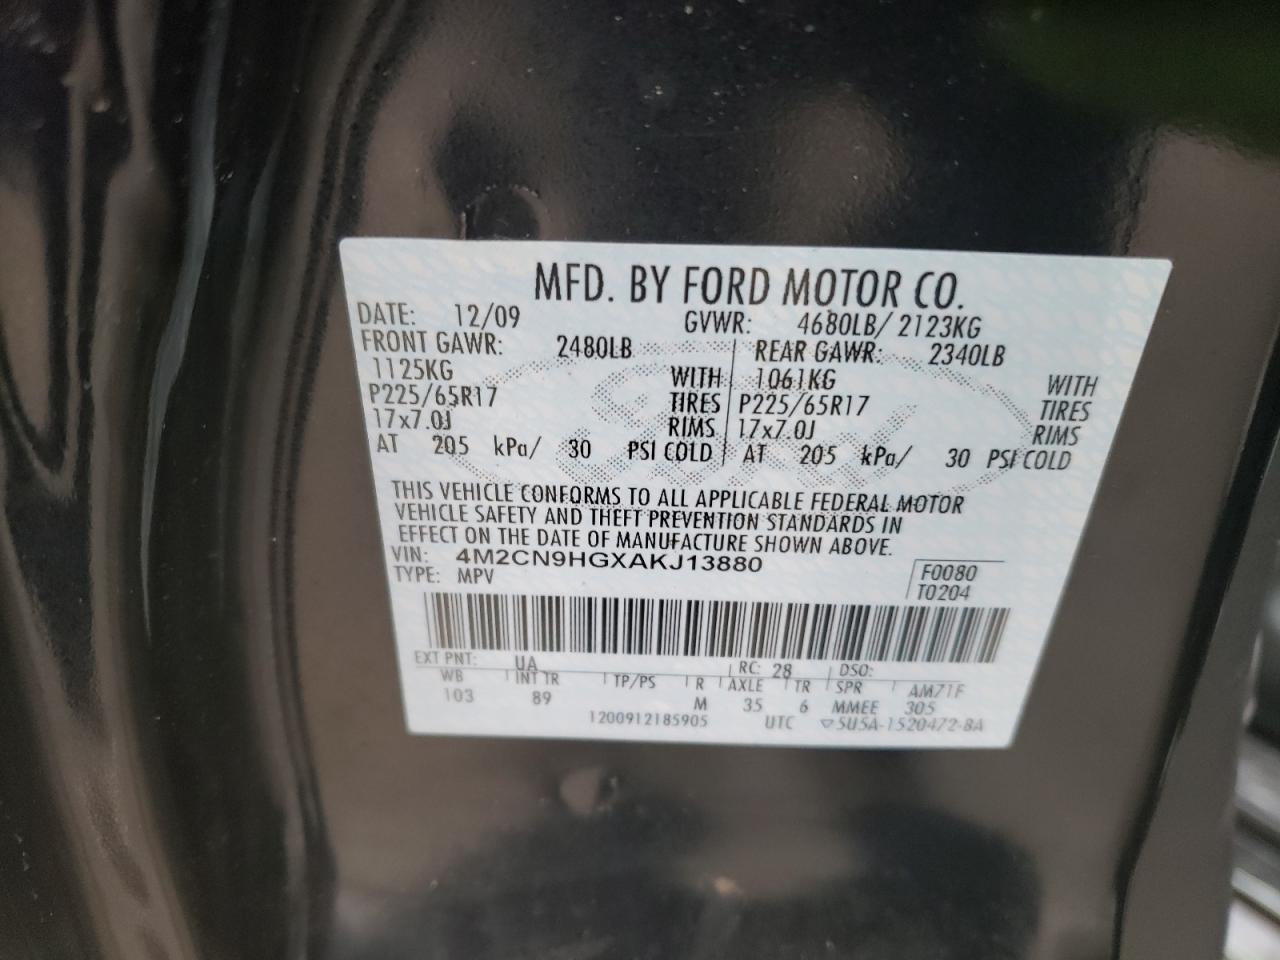 MFD. BY FORD MOTOR CO.
DATE: 12/09 GVWR: 4680LB/ 2123KG
FRONT GAWR: 2480LB REAR GAWR: 2340LB
1125KG WITH 1061KG WITH
P225/65R17 TIRES P225/65R17 TIRES
17x7.0J RIMS 17x7.0J RIMS
AT 205 kPa/ 30 PSI COLD AT 205 kPa/ 30 PSI COLD
THIS VEHICLE CONFORMS TO ALL APPLICABLE FEDERAL MOTOR
VEHICLE SAFETY AND THEFT PREVENTION STANDARDS IN
EFFECT ON THE DATE OF MANUFACTURE SHOWN ABOVE.
VIN: 4M2CN9HGXAKJ13880 F0080
TYPE: MPV T0204
EXT PNT: UA RC: 28 DSO:
WB INT TR TP/PS R AXLE TR SPR AM71F
103 89 M 35 6 MMEE 305
1200912185905 UTC ▽5U5A-1520472-BA